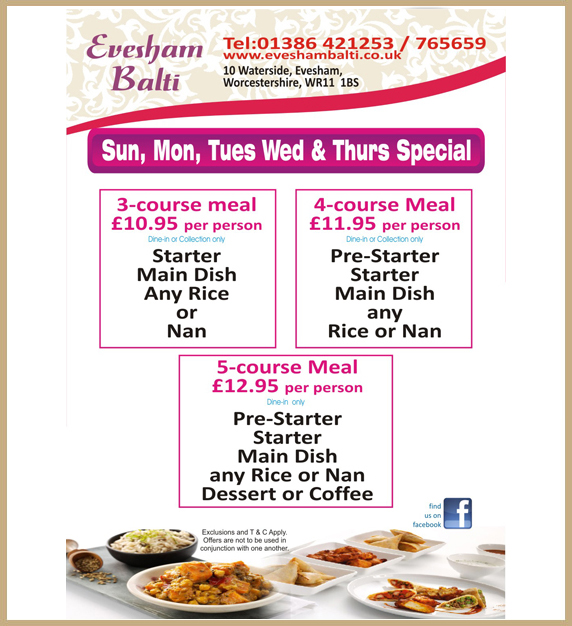 Evesham
Balti
Tel:01386 421253 / 765659
www.eveshambalti.co.uk
10 Waterside, Evesham,
Worcestershire, WR11 1BS
Sun, Mon, Tues Wed & Thurs Special
3-course meal
£10.95 per person
Dine-in or Collection only
Starter
Main Dish
Any Rice
or
Nan
4-course Meal
£11.95 per person
Dine-in or Collection only
Pre-Starter
Starter
Main Dish
any
Rice or Nan
5-course Meal
£12.95 per person
Dine-in only
Pre-Starter
Starter
Main Dish
any Rice or Nan
Dessert or Coffee
find
us on
facebook
f
Exclusions and T & C Apply.
Offers are not to be used in
conjunction with one another.